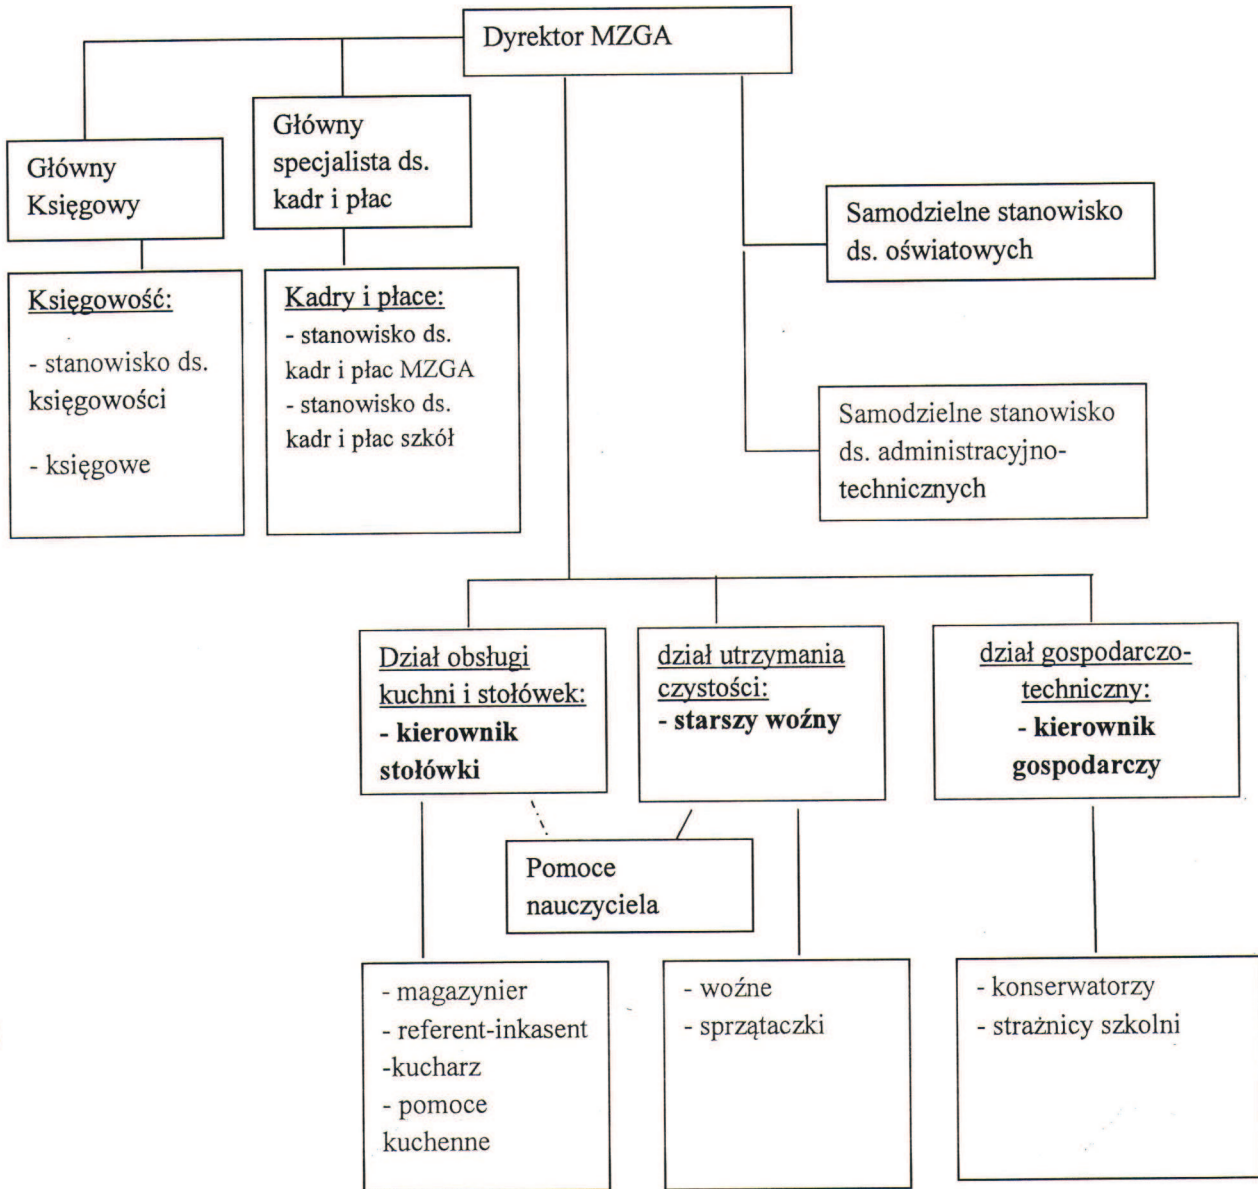 Dyrektor MZGA
Główny
Księgowy
Główny
specjalista ds.
kadr i płac
Samodzielne stanowisko
ds. oświatowych
Księgowość:
- stanowisko ds.
księgowości
- księgowe
Kadry i płace:
- stanowisko ds.
kadr i płac MZGA
- stanowisko ds.
kadr i płac szkół
Samodzielne stanowisko
ds. administracyjno-
technicznych
Dział obsługi
kuchni i stołówek:
- kierownik
stołówki
dział utrzymania
czystości:
- starszy woźny
dział gospodarczo-
techniczny:
- kierownik
gospodarczy
Pomoce
nauczyciela
- magazynier
- referent-inkasent
-kucharz
- pomoce
kuchenne
- woźne
- sprzątaczki
- konserwatorzy
- strażnicy szkolni